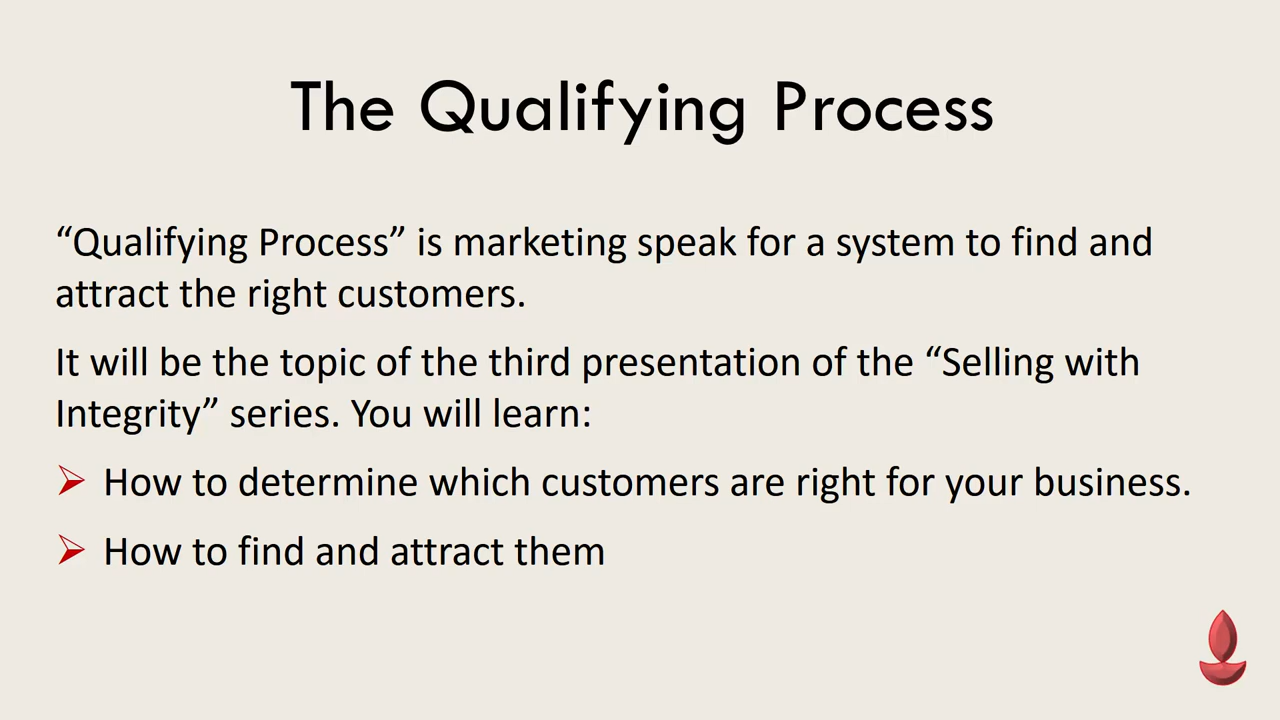 The Qualifying Process
“Qualifying Process” is marketing speak for a system to find and
attract the right customers.
It will be the topic of the third presentation of the “Selling with
Integrity” series. You will learn:
How to determine which customers are right for your business.
How to find and attract them